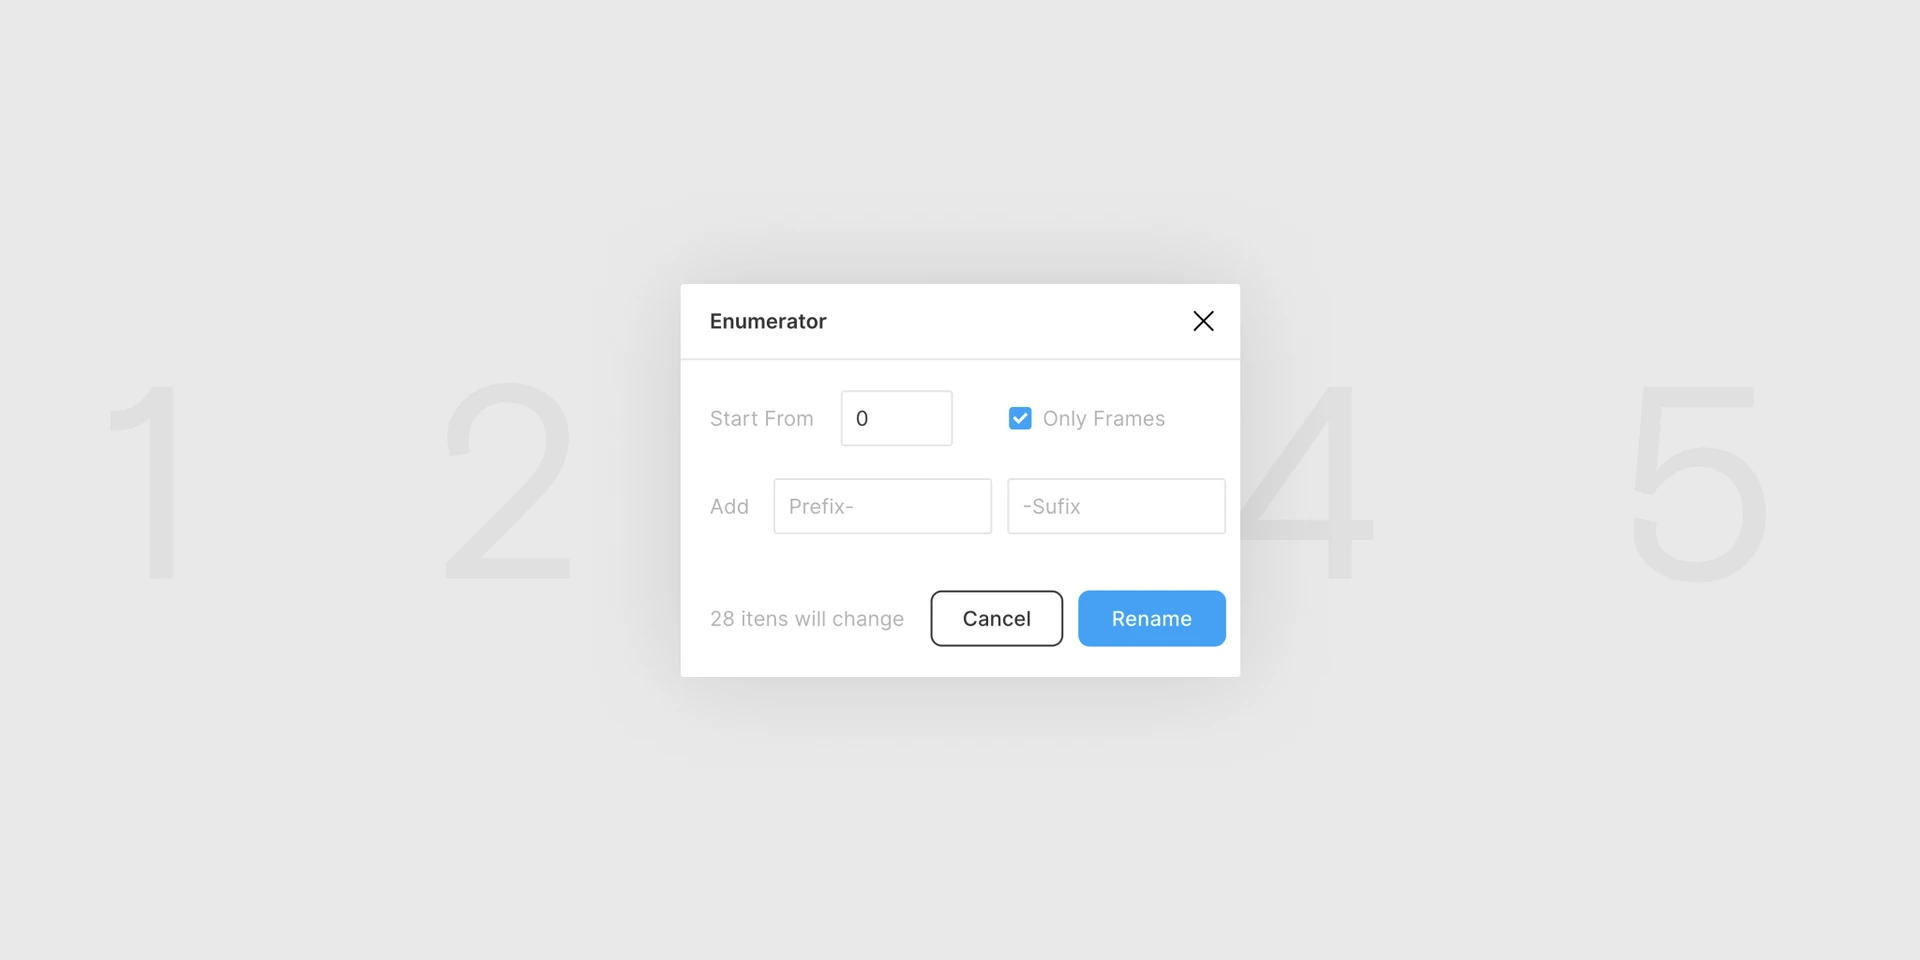 Enumerator
Start From 0 Only Frames
Add Prefix- -Sufix
28 itens will change Cancel Rename
1 2 4 5